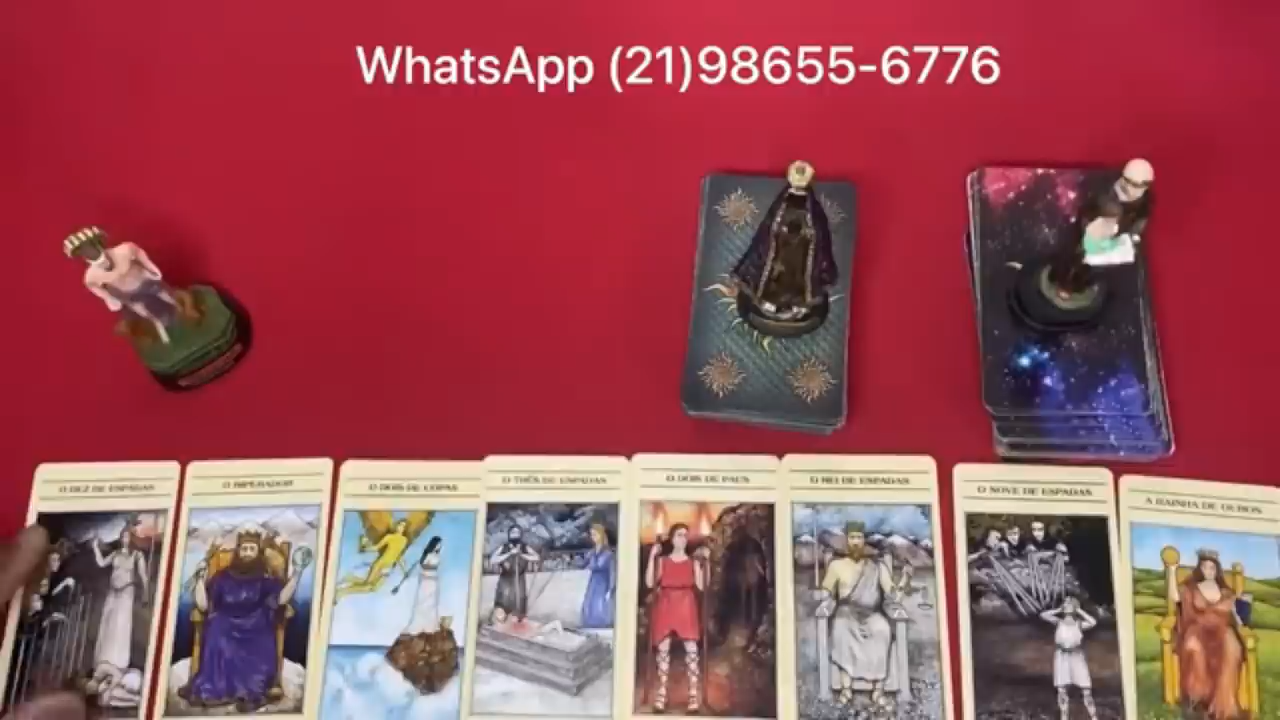 WhatsApp (21)98655-6776
O DEZ DE ESPADAS
O IMPERADOR
O DOIS DE COPAS
O TRÊS DE ESPADAS
O DOIS DE PAUS
O REI DE ESPADAS
O NOVE DE ESPADAS
A RAINHA DE OUROS